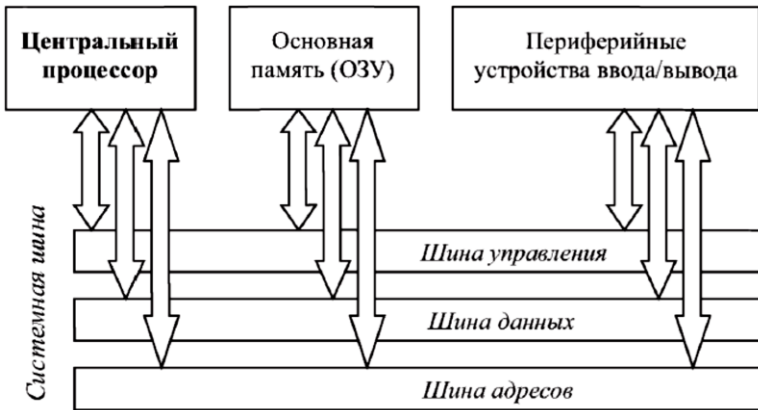 Центральный
процессор
Основная
память (ОЗУ)
Периферийные
устройства ввода/вывода
Системная шина
Шина управления
Шина данных
Шина адресов